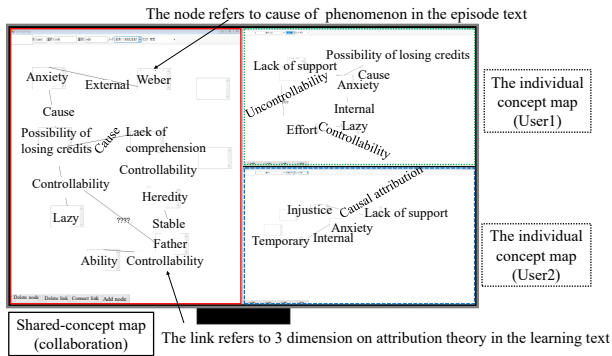 The node refers to cause of phenomenon in the episode text
Anxiety
External
Weber
Cause
Possibility of
losing credits
Cause
Lack of
comprehension
Controllability
Controllability
Heredity
Lazy
????
Stable
Father
Ability
Controllability
Delete node
Delete link
Connect link
Add node
Possibility of losing credits
Lack of support
Cause
Anxiety
Uncontrollability
Internal
Lazy
Effort
Controllability
Causal attribution
Injustice
Lack of support
Anxiety
Temporary
Internal
The individual
concept map
(User1)
The individual
concept map
(User2)
Shared-concept map
(collaboration)
The link refers to 3 dimension on attribution theory in the learning text